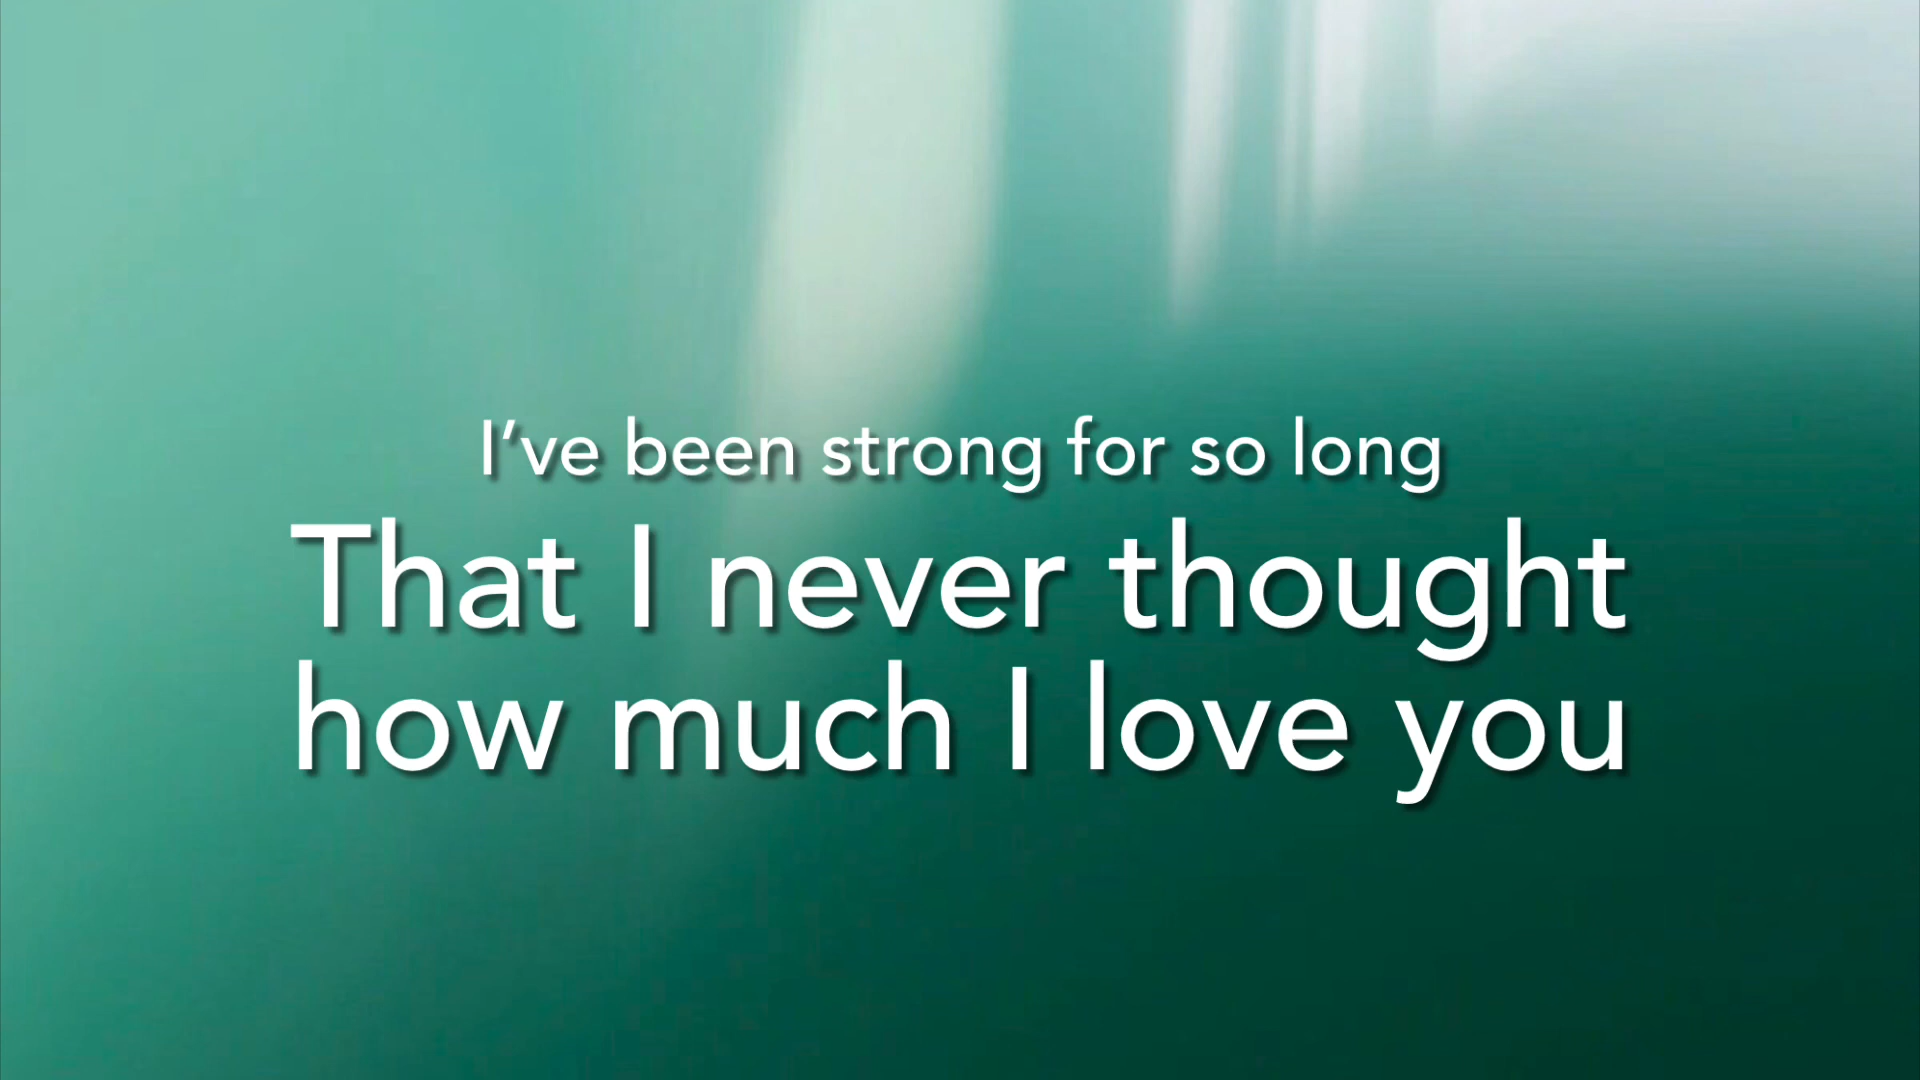 I’ve been strong for so long
That I never thought
how much I love you